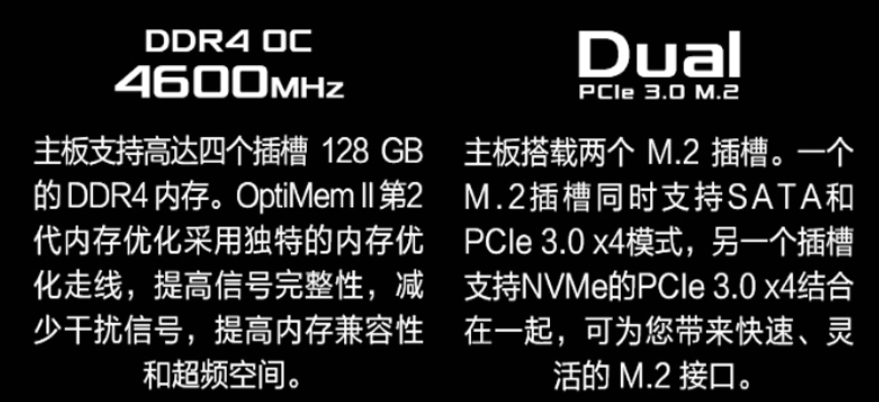 DDR4 OC
4600MHz
主板支持高达四个插槽 128 GB
的DDR4 内存。OptiMem II 第2
代内存优化采用独特的内存优
化走线，提高信号完整性，减
少干扰信号，提高内存兼容性
和超频空间。
Dual
PCIe 3.0 M.2
主板搭载两个 M.2 插槽。一个
M.2插槽同时支持SATA和
PCIe 3.0 x4模式，另一个插槽
支持NVMe的PCIe 3.0 x4结合
在一起，可为您带来快速、灵
活的 M.2 接口。